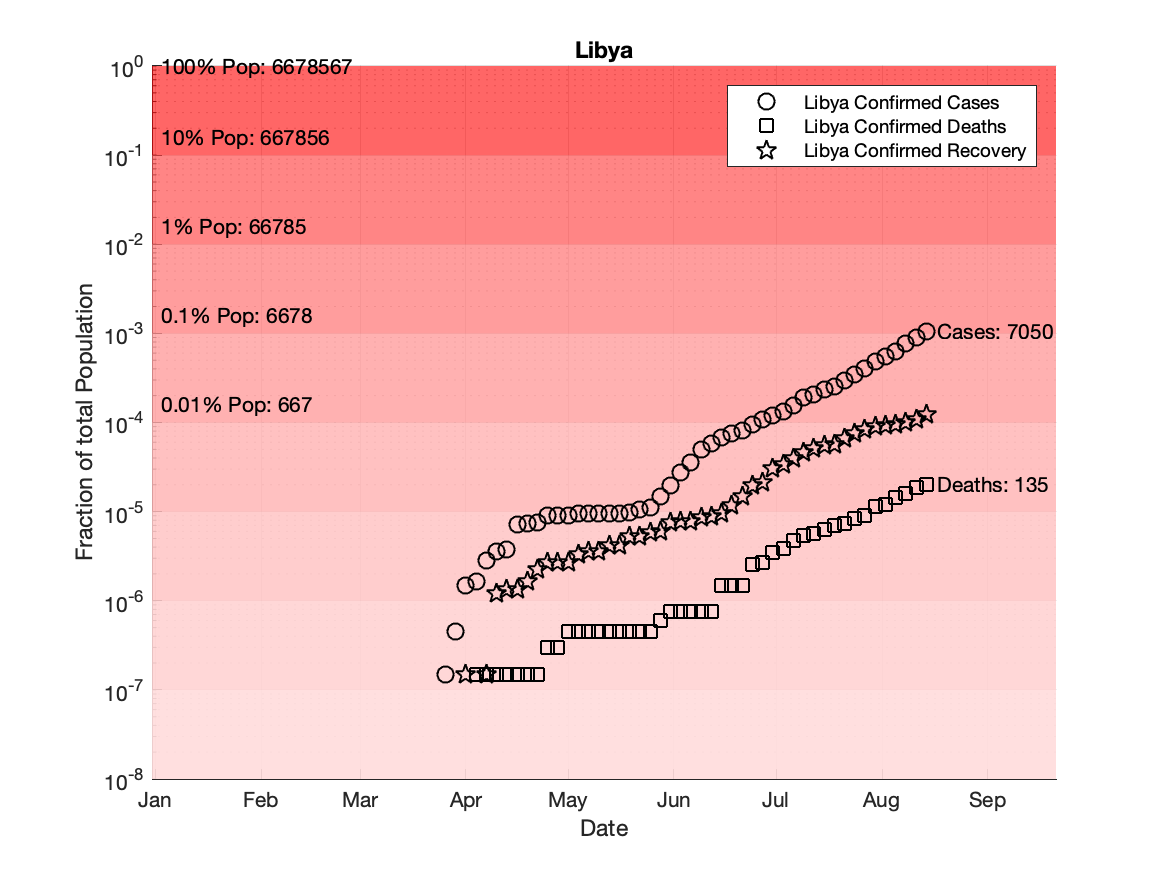 Libya
10^0
100% Pop: 6678567
Libya Confirmed Cases
Libya Confirmed Deaths
Libya Confirmed Recovery
10% Pop: 667856
10^-1
1% Pop: 66785
10^-2
0.1% Pop: 6678
10^-3
Cases: 7050
0.01% Pop: 667
10^-4
Deaths: 135
10^-5
10^-6
10^-7
10^-8
Fraction of total Population
Jan Feb Mar Apr May Jun Jul Aug Sep
Date